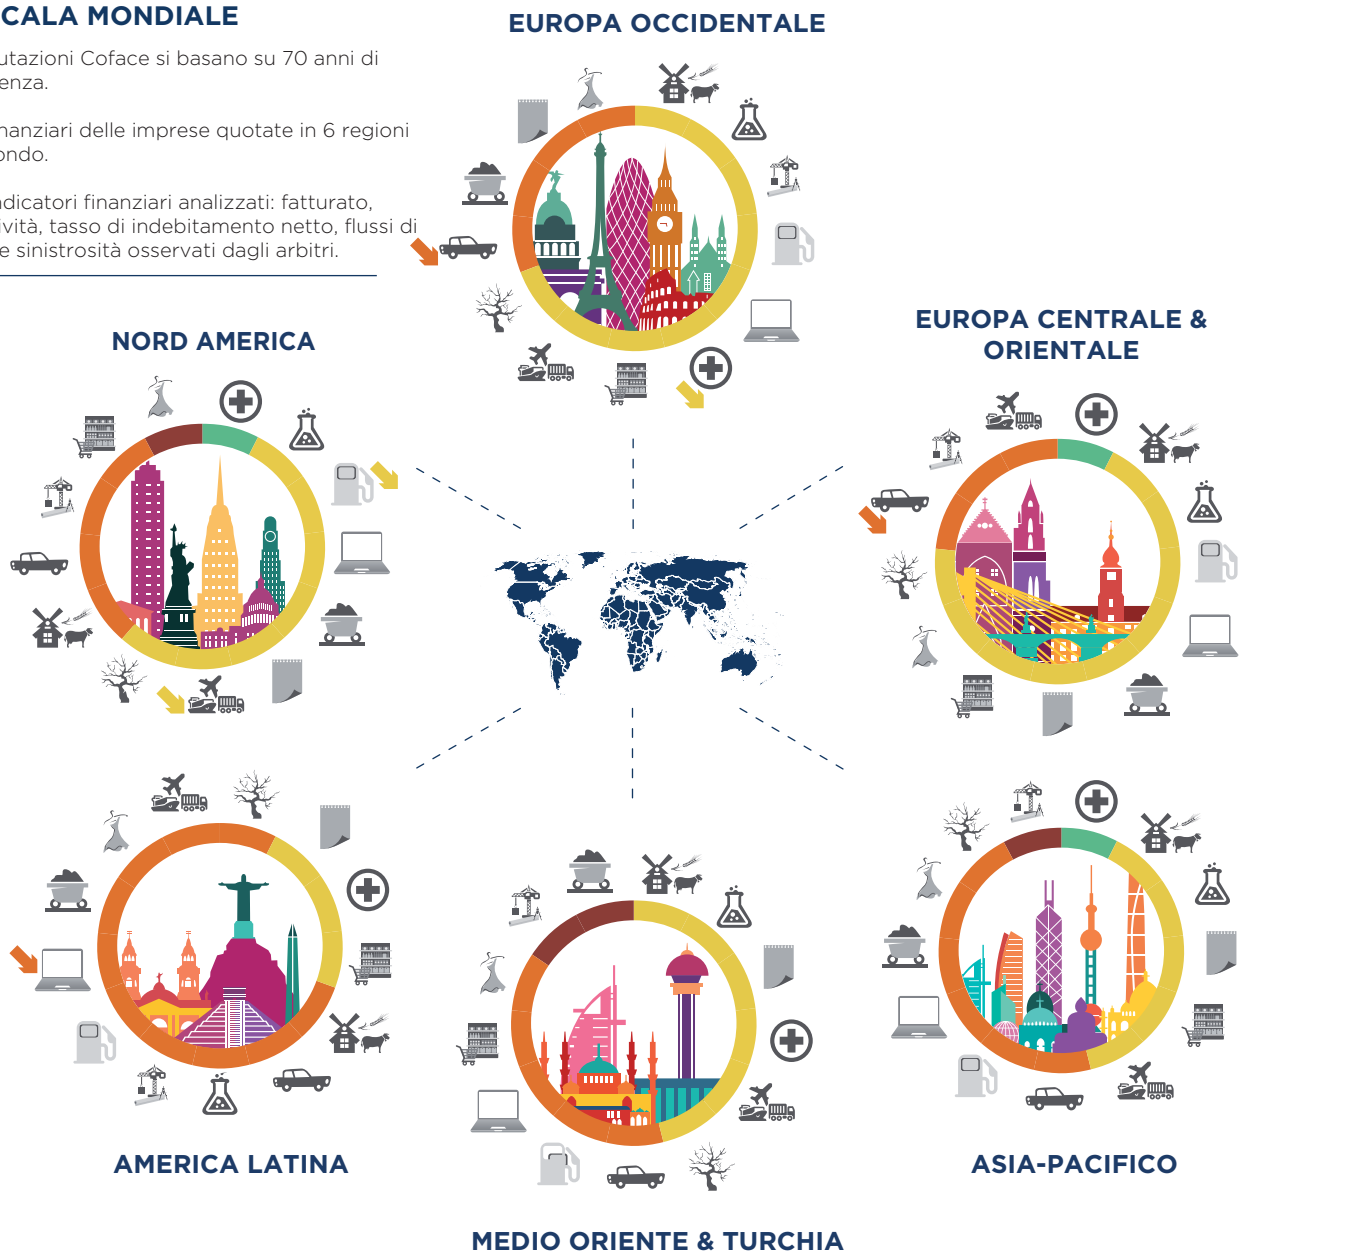 CALA MONDIALE
utazioni Coface si basano su 70 anni di
enza.
nanziari delle imprese quotate in 6 regioni
ondo.
ndicatori finanziari analizzati: fatturato,
ività, tasso di indebitamento netto, flussi di
e sinistrosità osservati dagli arbitri.
EUROPA OCCIDENTALE
NORD AMERICA
EUROPA CENTRALE &
ORIENTALE
AMERICA LATINA
ASIA-PACIFICO
MEDIO ORIENTE & TURCHIA